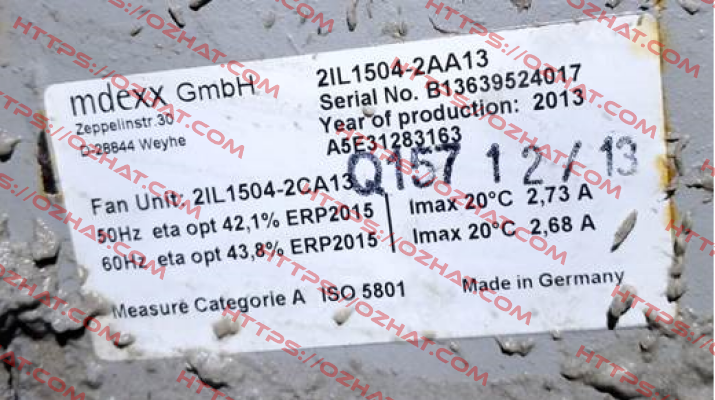 mdexx GmbH
Zeppelinstr.30
D-28844 Weyhe
2IL1504-2AA13
Serial No. B13639524017
Year of production: 2013
A5E31283163
Q157 12/13
Fan Unit: 2IL1504-2CA13
50Hz eta opt 42,1% ERP2015 Imax 20°C 2,73 A
60Hz eta opt 43,8% ERP2015 Imax 20°C 2,68 A
Measure Categorie A ISO 5801 Made in Germany
HTTPS://OZHAT.COM